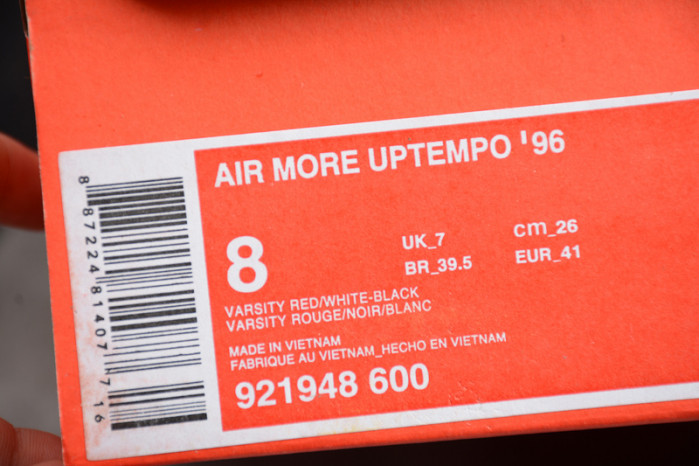 AIR MORE UPTEMPO '96
8
UK_7
cm_26
BR_39.5
EUR_41
VARSITY RED/WHITE-BLACK
VARSITY ROUGE/NOIR/BLANC
MADE IN VIETNAM
FABRIQUE AU VIETNAM_HECHO EN VIETNAM
921948 600
8 87224 81407 7 16